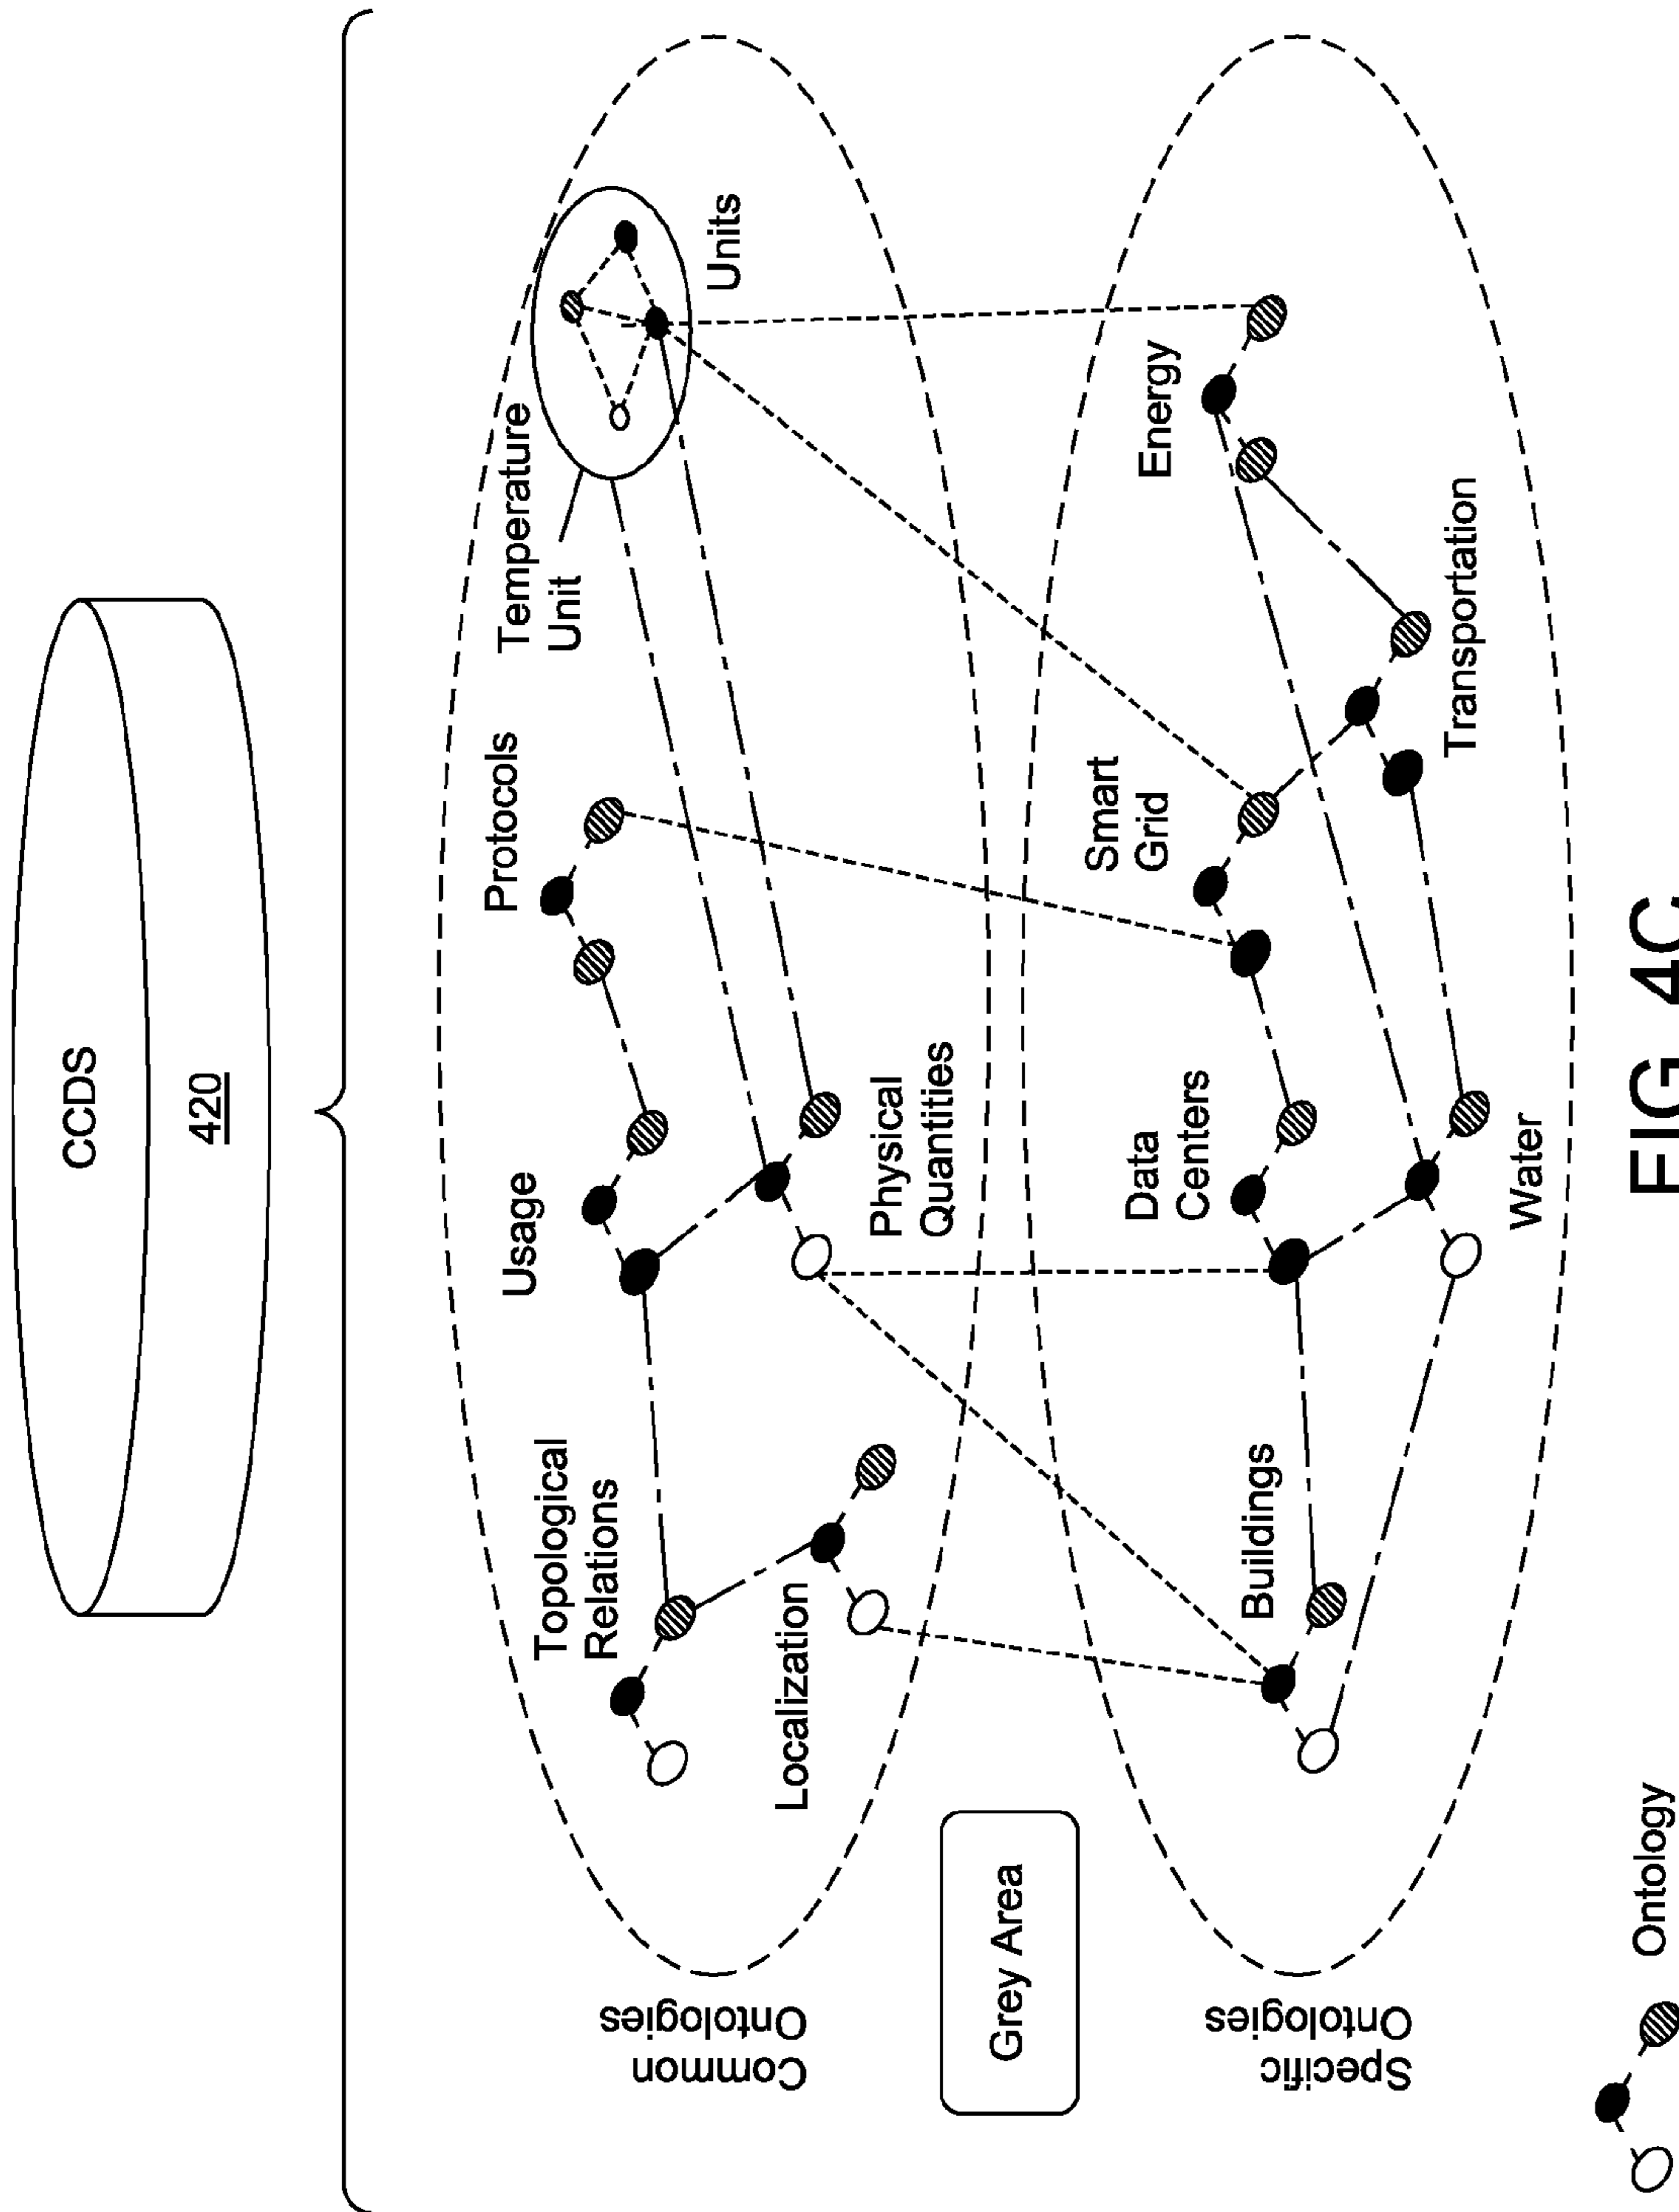 CCDS
420
Common
Ontologies
Topological
Relations
Usage
Protocols
Temperature
Unit
Units
Localization
Physical
Quantities
Grey Area
Specific
Ontologies
Buildings
Data
Centers
Smart
Grid
Energy
Water
Transportation
Ontology
FIG. 4C